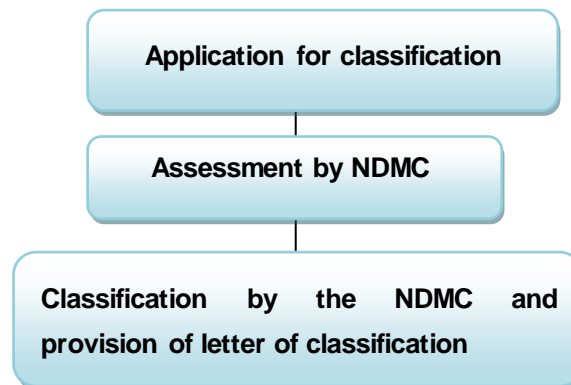 Application for classification
Assessment by NDMC
Classification by the NDMC and
provision of letter of classification